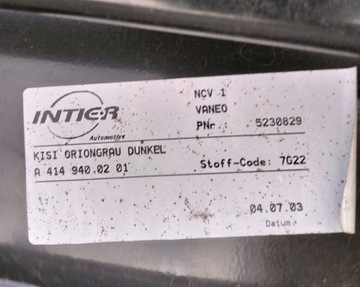 INTIER
Automotive
NCV 1
VANEO
PNr.: 5230829
KISI ORIONGRAU DUNKEL
A 414 940.02 01
Stoff-Code: 7G22
04.07.03
Datum